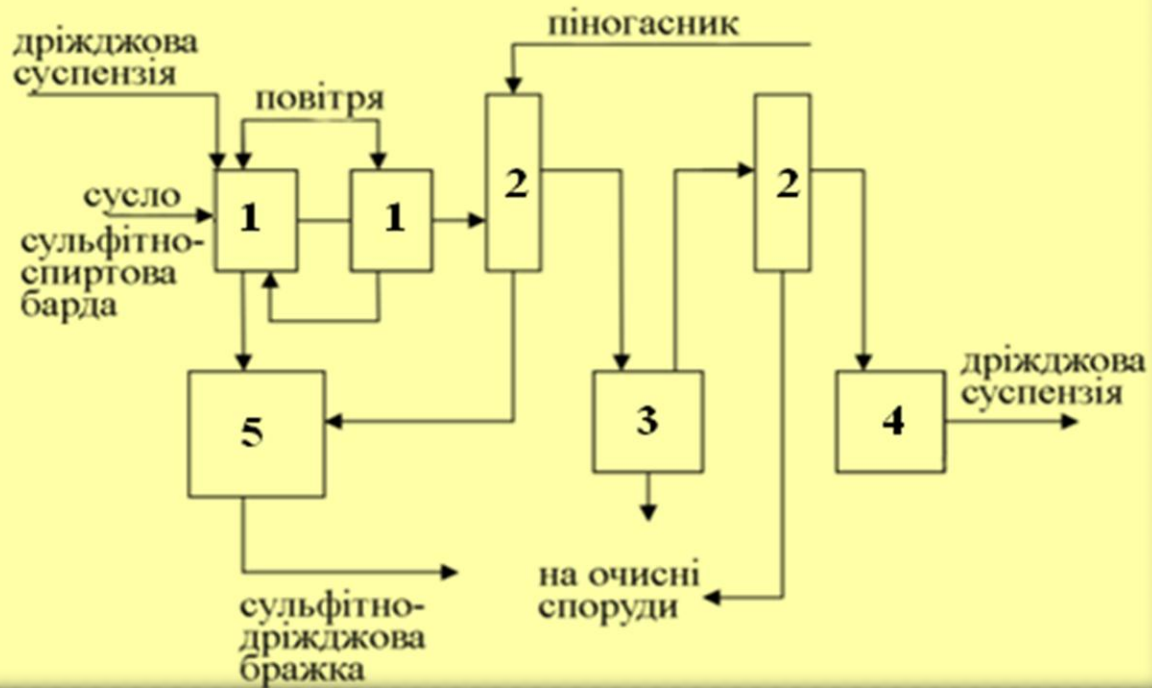 піногасник
дріжджова
суспензія
повітря
сусло
сульфітно-
спиртова
барда
1
1
2
2
5
3
4
дріжджова
суспензія
на очисні
споруди
сульфітно-
дріжджова
бражка